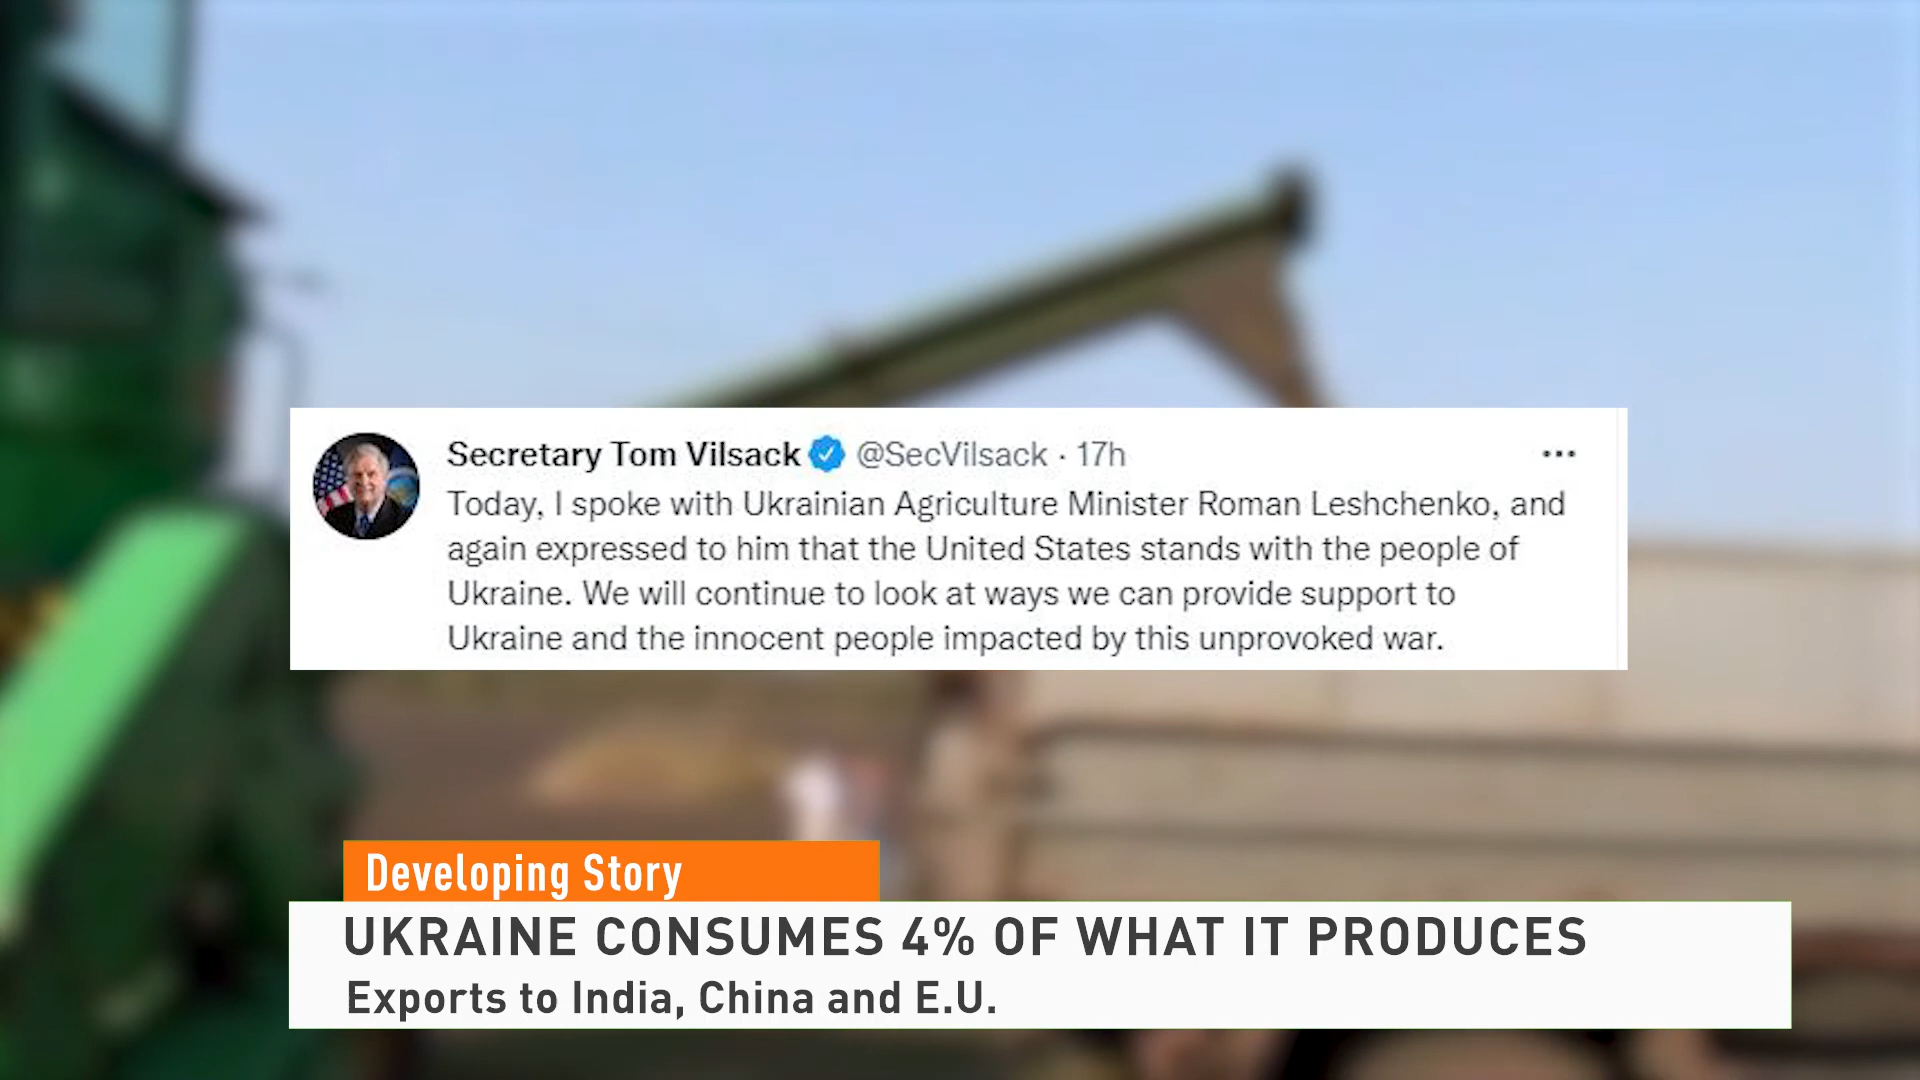 Secretary Tom Vilsack @SecVilsack · 17h
Today, I spoke with Ukrainian Agriculture Minister Roman Leshchenko, and
again expressed to him that the United States stands with the people of
Ukraine. We will continue to look at ways we can provide support to
Ukraine and the innocent people impacted by this unprovoked war.
Developing Story
UKRAINE CONSUMES 4% OF WHAT IT PRODUCES
Exports to India, China and E.U.